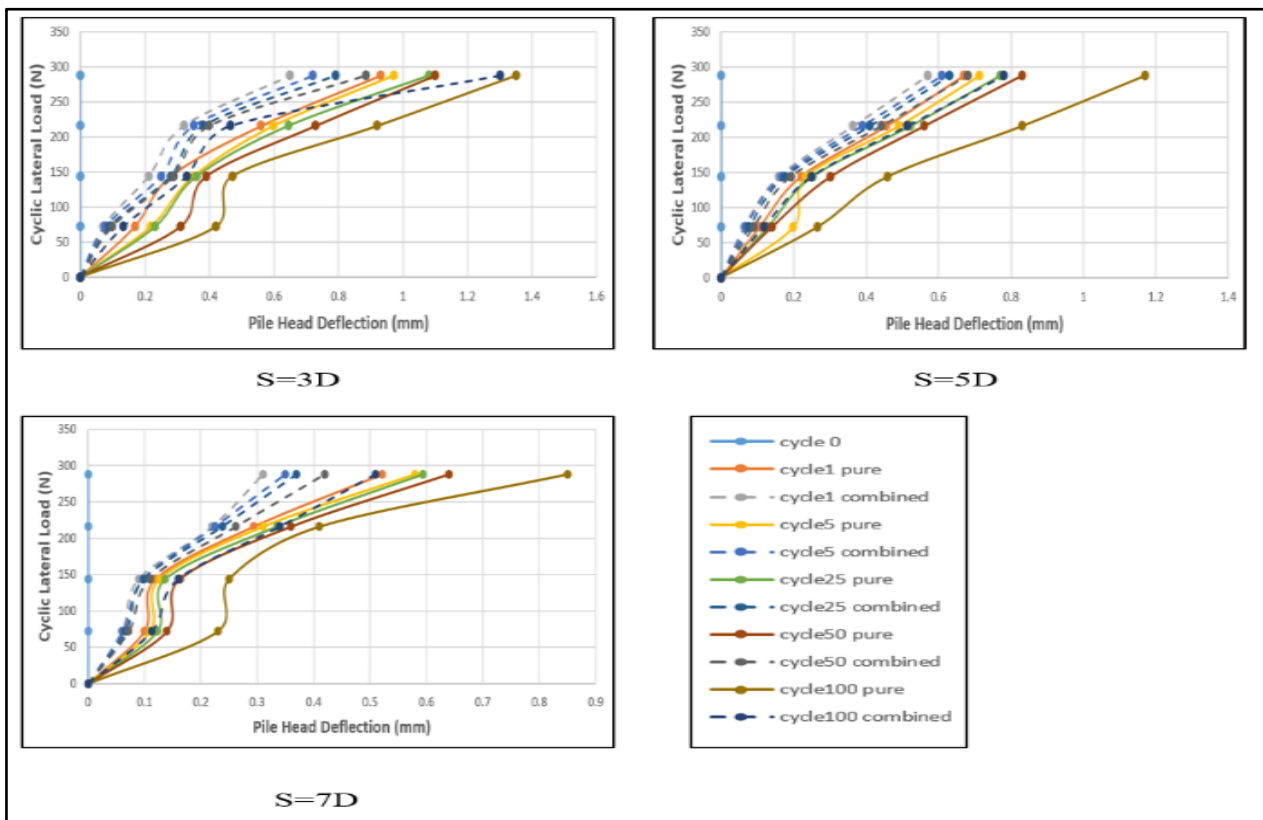 350
300
250
200
150
100
50
0
Cyclic Lateral Load (N)
0 0.2 0.4 0.6 0.8 1 1.2 1.4 1.6
Pile Head Deflection (mm)
S=3D
350
300
250
200
150
100
50
0
Cyclic Lateral Load (N)
0 0.2 0.4 0.6 0.8 1 1.2 1.4
Pile Head Deflection (mm)
S=5D
350
300
250
200
150
100
50
0
Cyclic Lateral Load (N)
0 0.1 0.2 0.3 0.4 0.5 0.6 0.7 0.8 0.9
Pile Head Deflection (mm)
S=7D
cycle 0
cycle1 pure
cycle1 combined
cycle5 pure
cycle5 combined
cycle25 pure
cycle25 combined
cycle50 pure
cycle50 combined
cycle100 pure
cycle100 combined